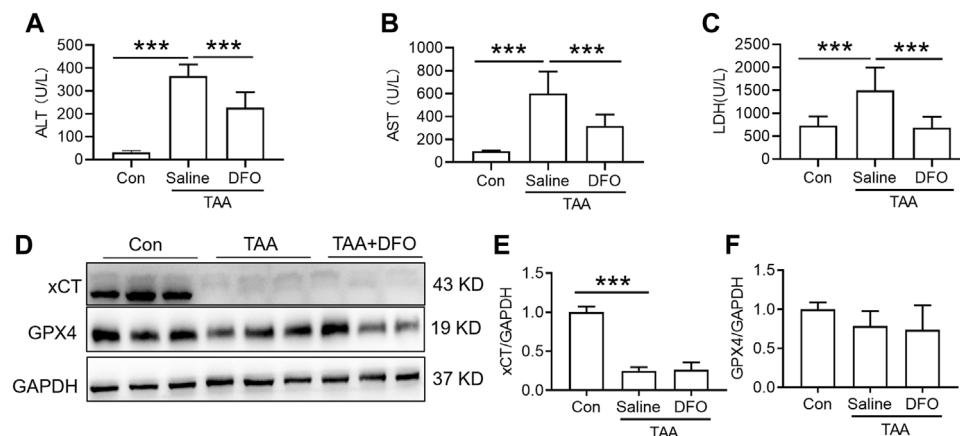 A
***
***
ALT (U/L)
500
400
300
200
100
0
Con
Saline
DFO
TAA
B
***
***
AST (U/L)
1000
800
600
400
200
0
Con
Saline
DFO
TAA
C
***
***
LDH(U/L)
2500
2000
1500
1000
500
0
Con
Saline
DFO
TAA
D
Con
TAA
TAA+DFO
xCT
43 KD
GPX4
19 KD
GAPDH
37 KD
E
***
xCT/GAPDH
1.5
1.0
0.5
0.0
Con
Saline
DFO
TAA
F
GPX4/GAPDH
1.5
1.0
0.5
0.0
Con
Saline
DFO
TAA